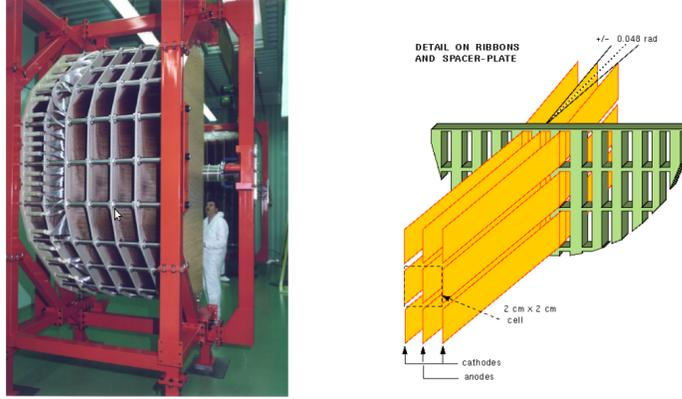 DETAIL ON RIBBONS
AND SPACER-PLATE
+/- 0.048 rad
2 cm x 2 cm
cell
cathodes
anodes